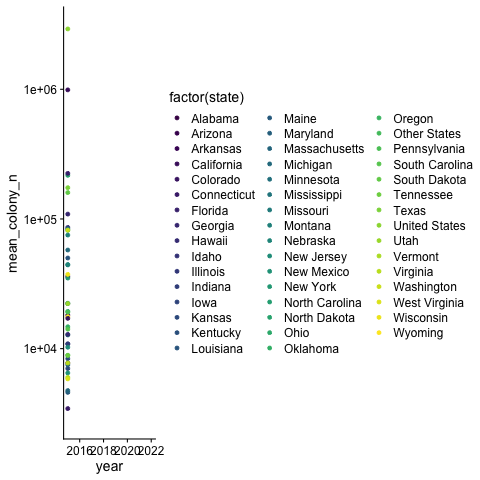 1e+06
1e+05
1e+04
mean_colony_n
2016 2018 2020 2022
year
factor(state)
Alabama
Arizona
Arkansas
California
Colorado
Connecticut
Florida
Georgia
Hawaii
Idaho
Illinois
Indiana
Iowa
Kansas
Kentucky
Louisiana
Maine
Maryland
Massachusetts
Michigan
Minnesota
Mississippi
Missouri
Montana
Nebraska
New Jersey
New Mexico
New York
North Carolina
North Dakota
Ohio
Oklahoma
Oregon
Other States
Pennsylvania
South Carolina
South Dakota
Tennessee
Texas
United States
Utah
Vermont
Virginia
Washington
West Virginia
Wisconsin
Wyoming